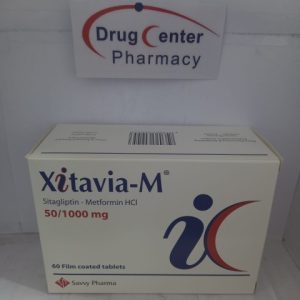 Drug Center
Pharmacy
Xitavia-M®
Sitagliptin - Metformin HCl
50/1000 mg
60 Film coated tablets
Savvy Pharma